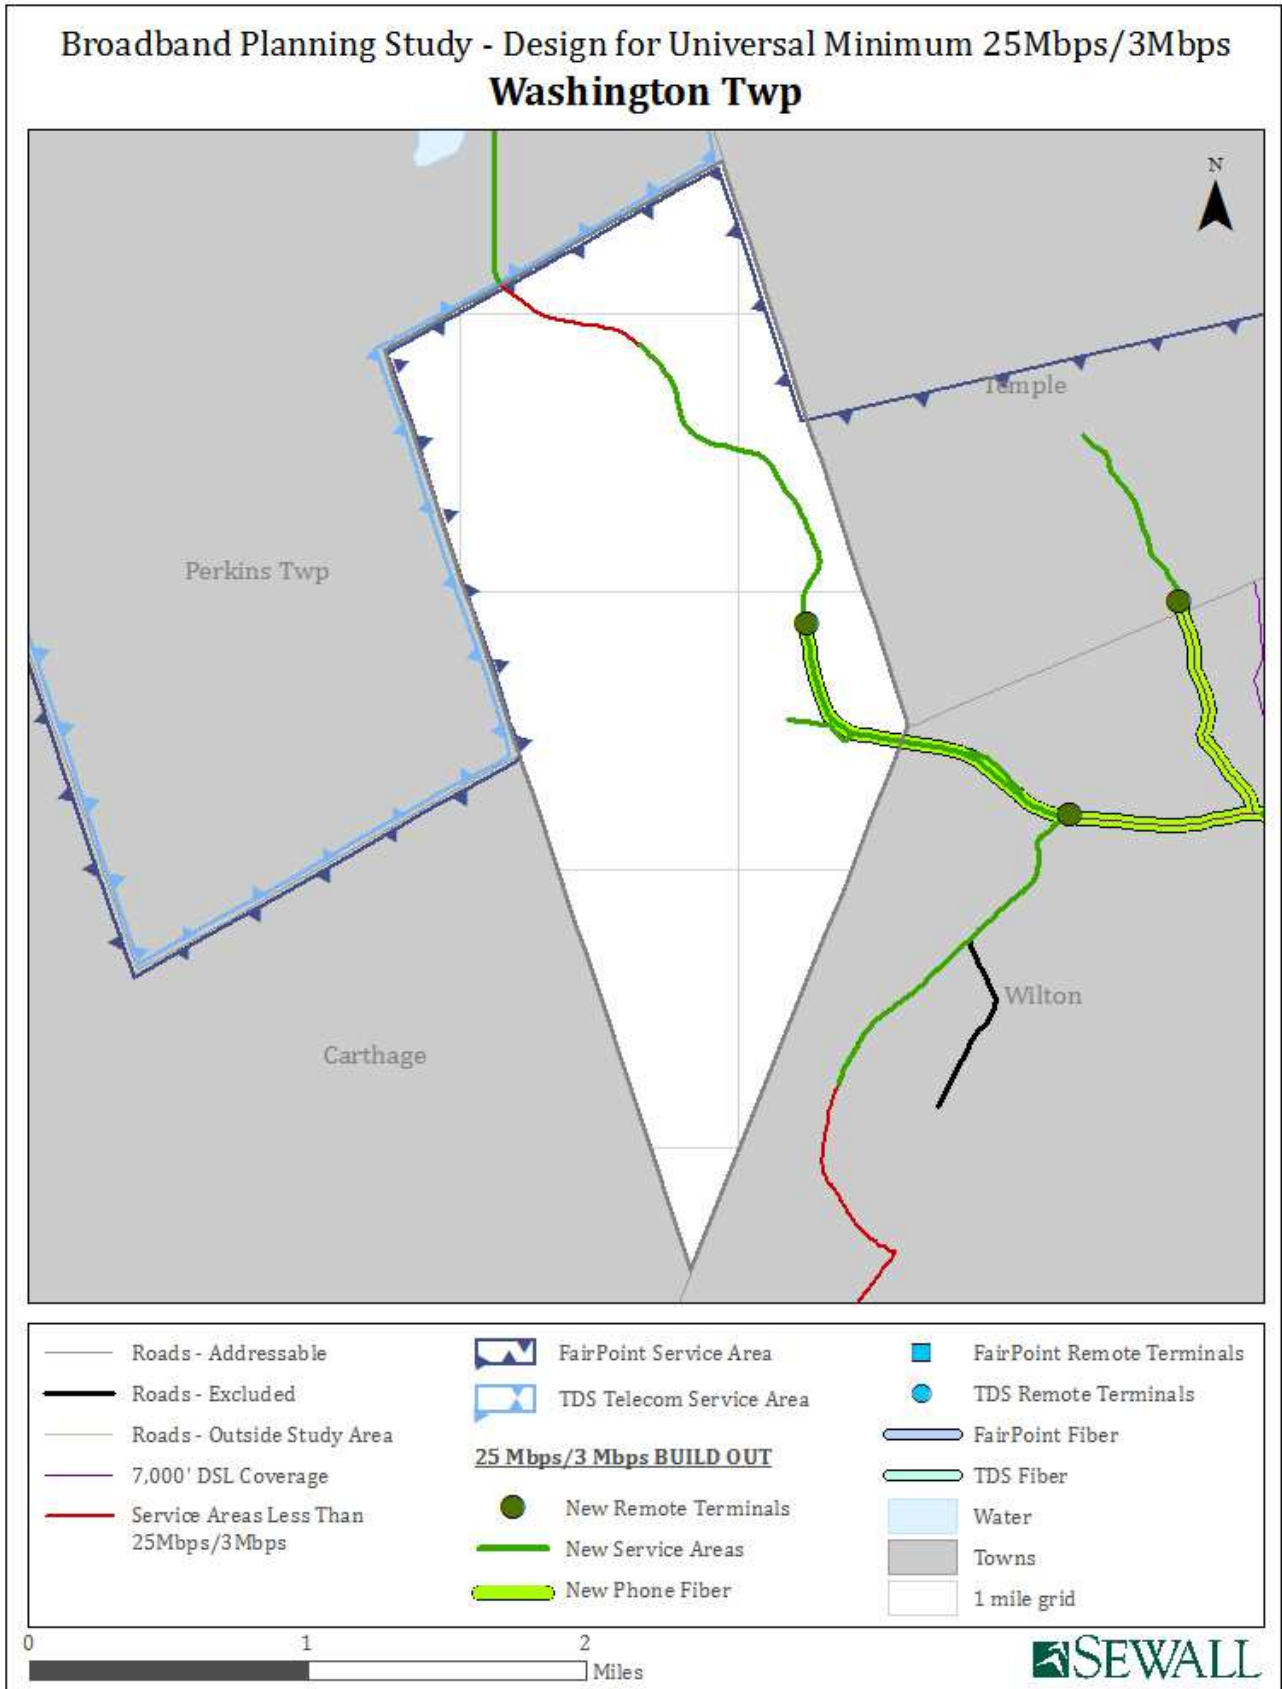 Broadband Planning Study - Design for Universal Minimum 25Mbps/3Mbps
Washington Twp
N
Temple
Perkins Twp
Wilton
Carthage
Roads - Addressable
Roads - Excluded
Roads - Outside Study Area
7,000' DSL Coverage
Service Areas Less Than
25Mbps/3Mbps
FairPoint Service Area
TDS Telecom Service Area
25 Mbps/3 Mbps BUILD OUT
New Remote Terminals
New Service Areas
New Phone Fiber
FairPoint Remote Terminals
TDS Remote Terminals
FairPoint Fiber
TDS Fiber
Water
Towns
1 mile grid
0 1 2
Miles
SEWALL